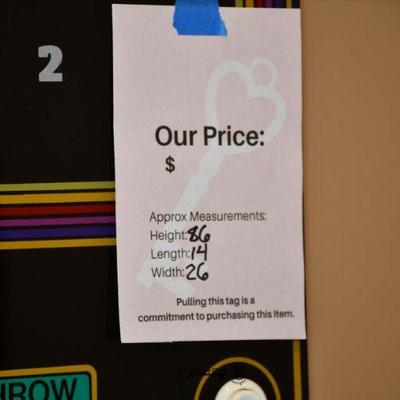 2
Our Price:
$
Approx Measurements:
Height: 86
Length: 14
Width: 26
Pulling this tag is a
commitment to purchasing this item.
HROW